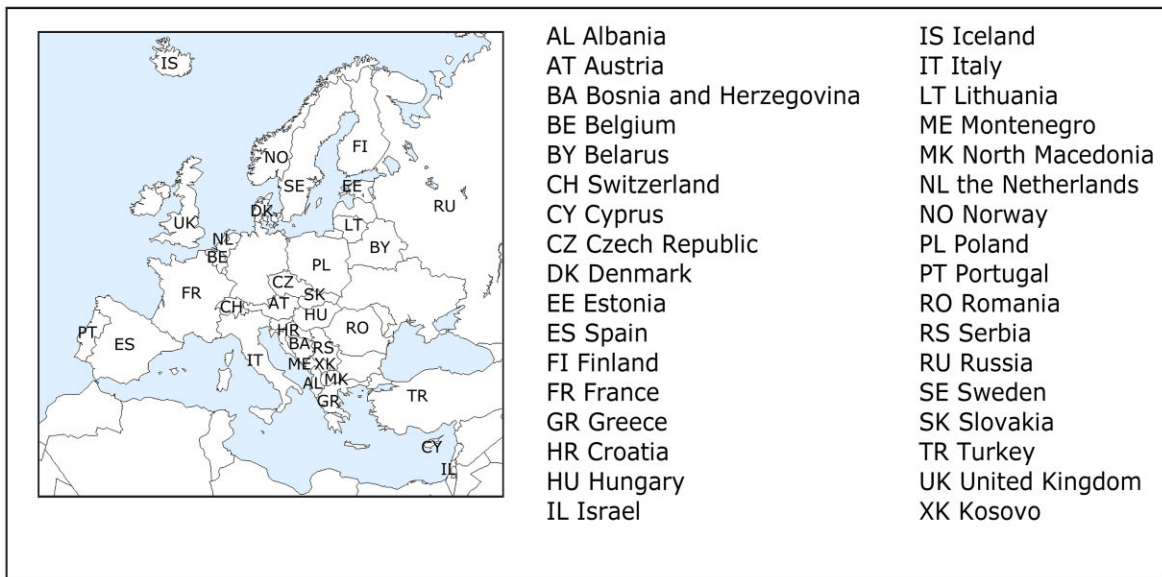 IS
NO
FI
SE
EE
RU
DK
LT
UK
BY
NL
BE
PL
CZ
SK
FR
CH
AT
HU
RO
HR
PT
ES
IT
BA
RS
ME
XK
AL
MK
GR
TR
CY
IL
AL Albania
AT Austria
BA Bosnia and Herzegovina
BE Belgium
BY Belarus
CH Switzerland
CY Cyprus
CZ Czech Republic
DK Denmark
EE Estonia
ES Spain
FI Finland
FR France
GR Greece
HR Croatia
HU Hungary
IL Israel
IS Iceland
IT Italy
LT Lithuania
ME Montenegro
MK North Macedonia
NL the Netherlands
NO Norway
PL Poland
PT Portugal
RO Romania
RS Serbia
RU Russia
SE Sweden
SK Slovakia
TR Turkey
UK United Kingdom
XK Kosovo